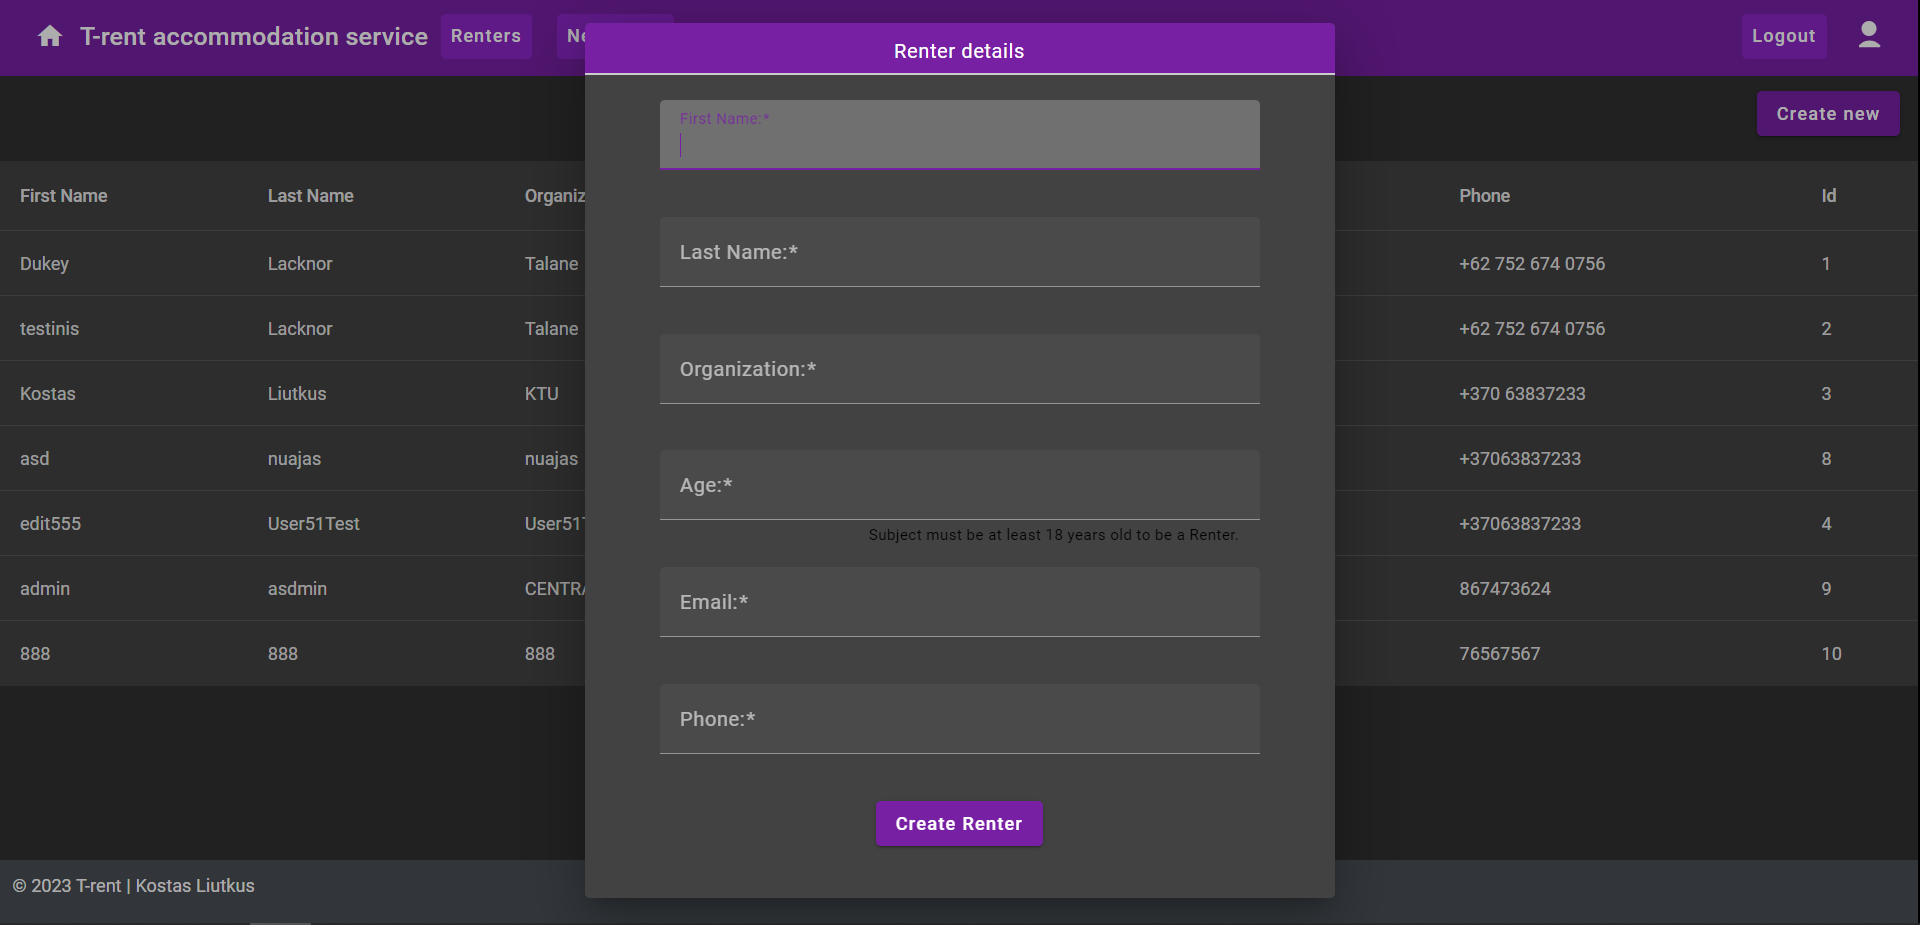 T-rent accommodation service Renters Ne Logout
Renter details
Create new
First Name:*
First Name Last Name Organiz Phone Id
Last Name:*
Dukey Lacknor Talane +62 752 674 0756 1
testinis Lacknor Talane +62 752 674 0756 2
Organization:*
Kostas Liutkus KTU +370 63837233 3
asd nuajas nuajas +37063837233 8
Age:*
edit555 User51Test User51T +37063837233 4
Subject must be at least 18 years old to be a Renter.
admin asdmin CENTRA 867473624 9
Email:*
888 888 888 76567567 10
Phone:*
Create Renter
© 2023 T-rent | Kostas Liutkus